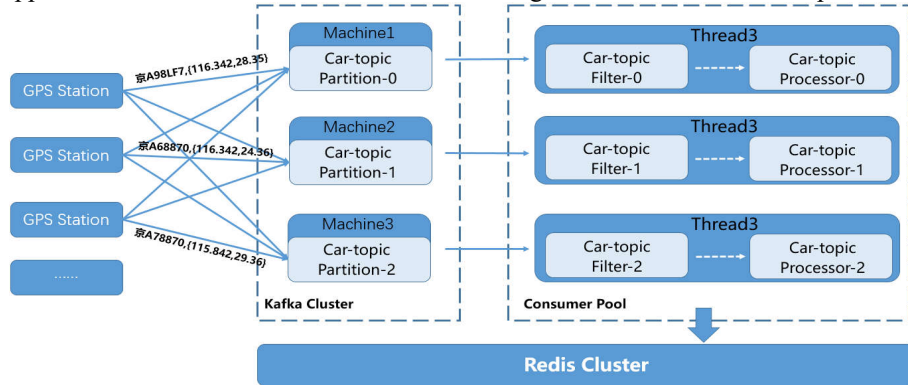 Machine1
Car-topic
Partition-0
Thread3
Car-topic
Filter-0
Car-topic
Processor-0
GPS Station
京A98LF7,(116.342,28.35)
Machine2
Car-topic
Partition-1
Thread3
Car-topic
Filter-1
Car-topic
Processor-1
GPS Station
京A68870,(116.342,24.36)
Machine3
Car-topic
Partition-2
Thread3
Car-topic
Filter-2
Car-topic
Processor-2
GPS Station
京A78870,(115.842,29.36)
……
Kafka Cluster
Consumer Pool
Redis Cluster